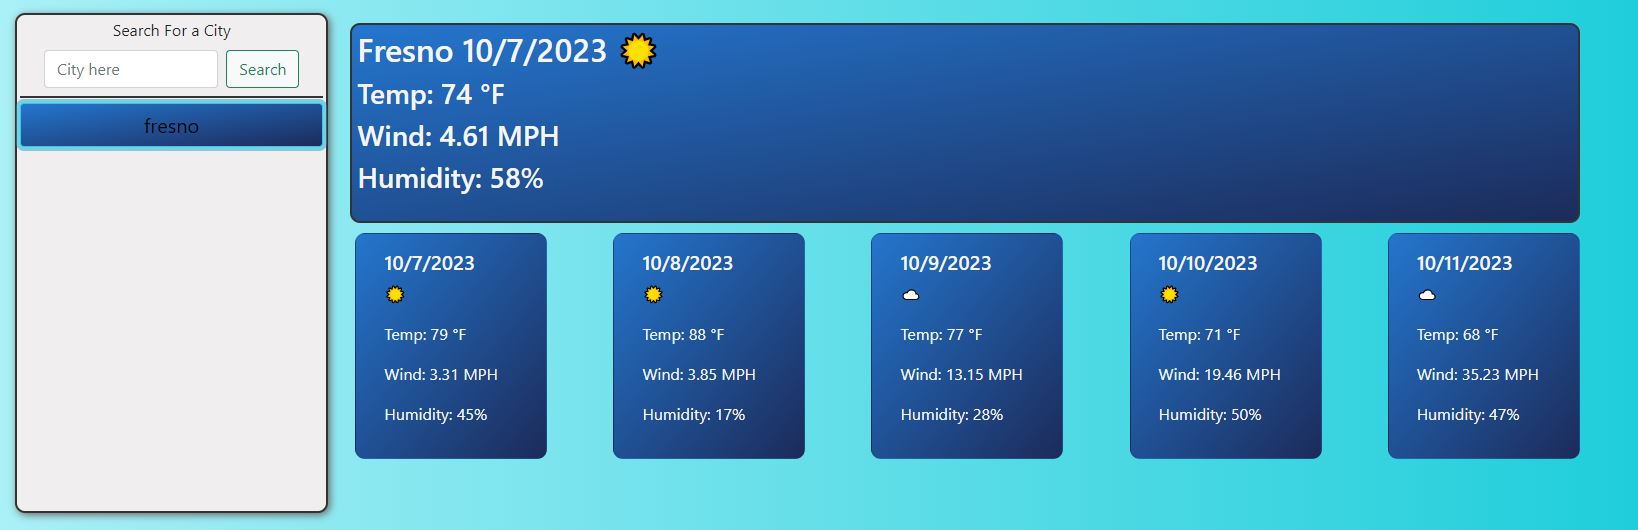 Search For a City
City here
Search
fresno
Fresno 10/7/2023
Temp: 74 °F
Wind: 4.61 MPH
Humidity: 58%
10/7/2023
Temp: 79 °F
Wind: 3.31 MPH
Humidity: 45%
10/8/2023
Temp: 88 °F
Wind: 3.85 MPH
Humidity: 17%
10/9/2023
Temp: 77 °F
Wind: 13.15 MPH
Humidity: 28%
10/10/2023
Temp: 71 °F
Wind: 19.46 MPH
Humidity: 50%
10/11/2023
Temp: 68 °F
Wind: 35.23 MPH
Humidity: 47%